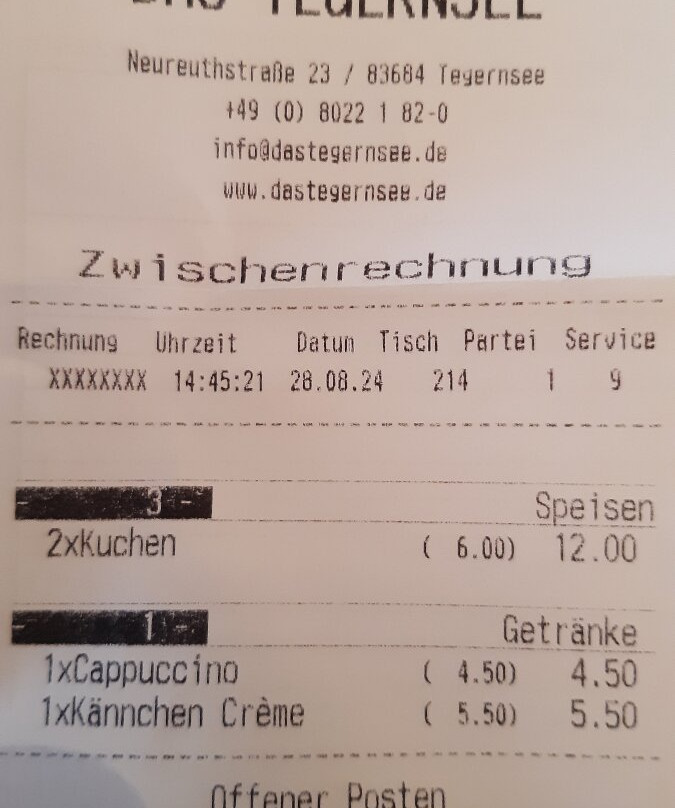 DAS TEGERNSEE
Neureuthstraße 23 / 83684 Tegernsee
+49 (0) 8022 1 82-0
info@dastegernsee.de
www.dastegernsee.de
Zwischenrechnung
Rechnung Uhrzeit Datum Tisch Partei Service
XXXXXXXX 14:45:21 28.08.24 214 1 9
- 3 - Speisen
2xKuchen ( 6.00) 12.00
- 1 - Getränke
1xCappuccino ( 4.50) 4.50
1xKännchen Crème ( 5.50) 5.50
Offener Posten